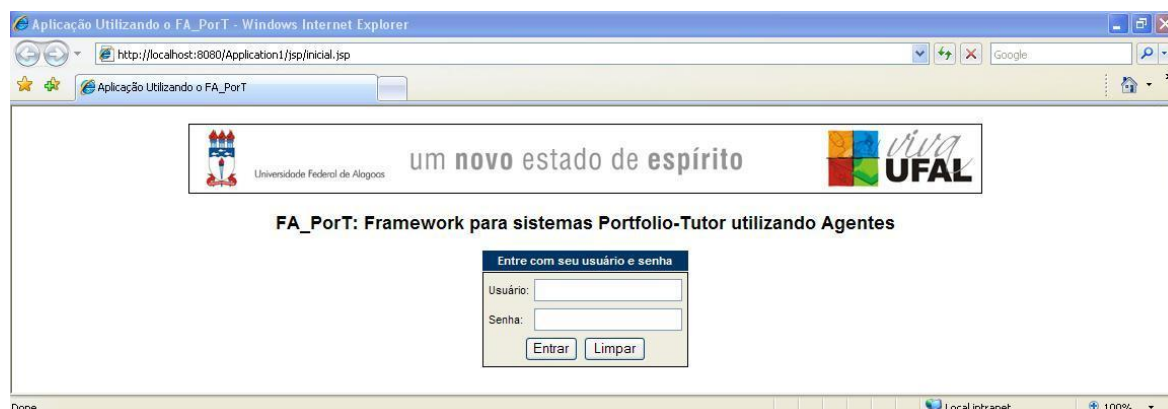 Aplicação Utilizando o FA_PorT - Windows Internet Explorer
http://localhost:8080/Application1/jsp/inicial.jsp
Google
Aplicação Utilizando o FA_PorT
Universidade Federal de Alagoas
um novo estado de espírito
viva
UFAL
FA_PorT: Framework para sistemas Portfolio-Tutor utilizando Agentes
Entre com seu usuário e senha
Usuário:
Senha:
Entrar Limpar
Done Local intranet 100%